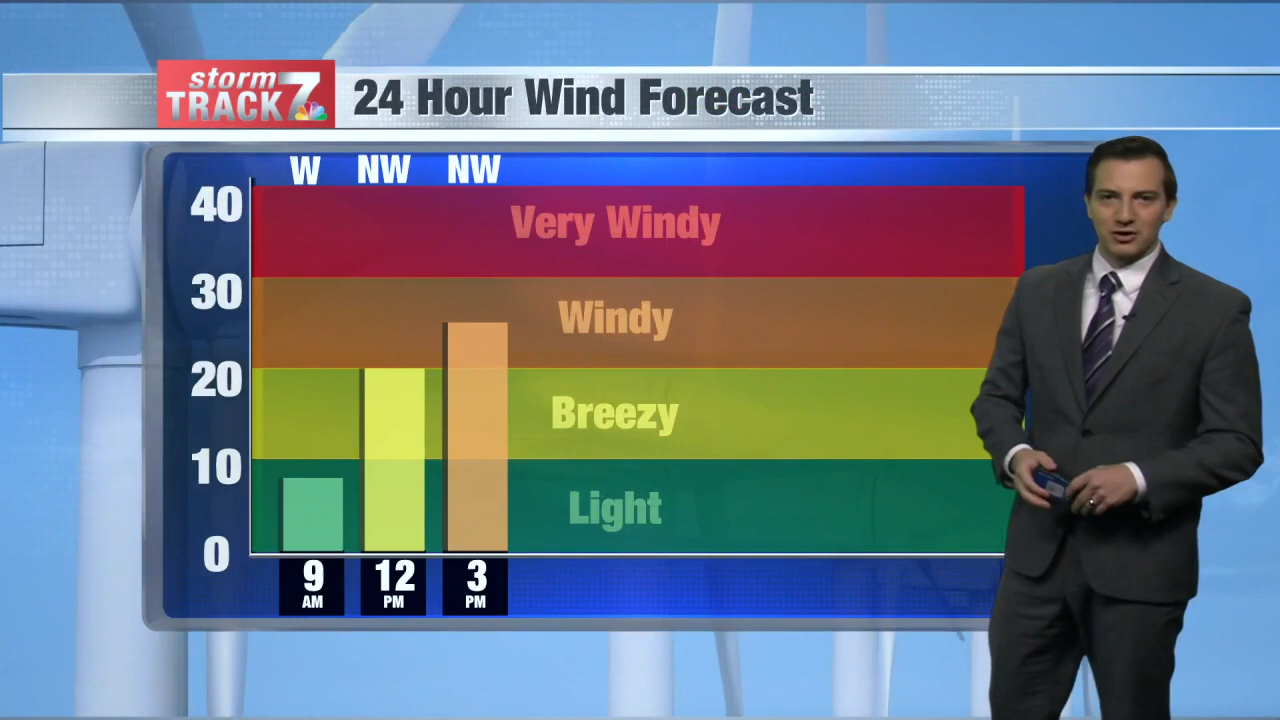 storm
TRACK 7
24 Hour Wind Forecast
W NW NW
40
Very Windy
30
Windy
20
Breezy
10
Light
0
9 12 3
AM PM PM